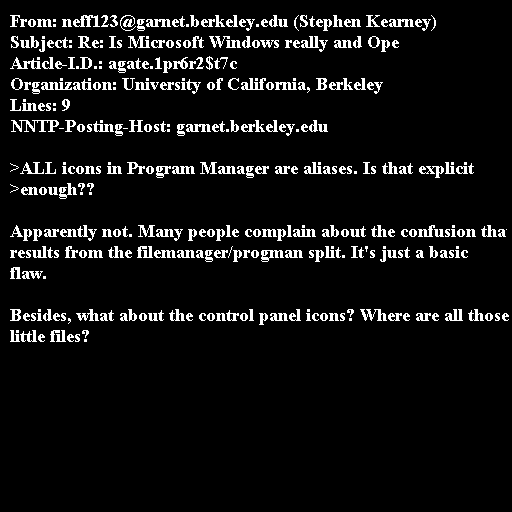 From: neff123@garnet.berkeley.edu (Stephen Kearney)
Subject: Re: Is Microsoft Windows really and Ope
Article-I.D.: agate.1pr6r2$t7c
Organization: University of California, Berkeley
Lines: 9
NNTP-Posting-Host: garnet.berkeley.edu

>ALL icons in Program Manager are aliases. Is that explicit
>enough??

Apparently not. Many people complain about the confusion tha
results from the filemanager/progman split. It's just a basic
flaw.

Besides, what about the control panel icons? Where are all those
little files?